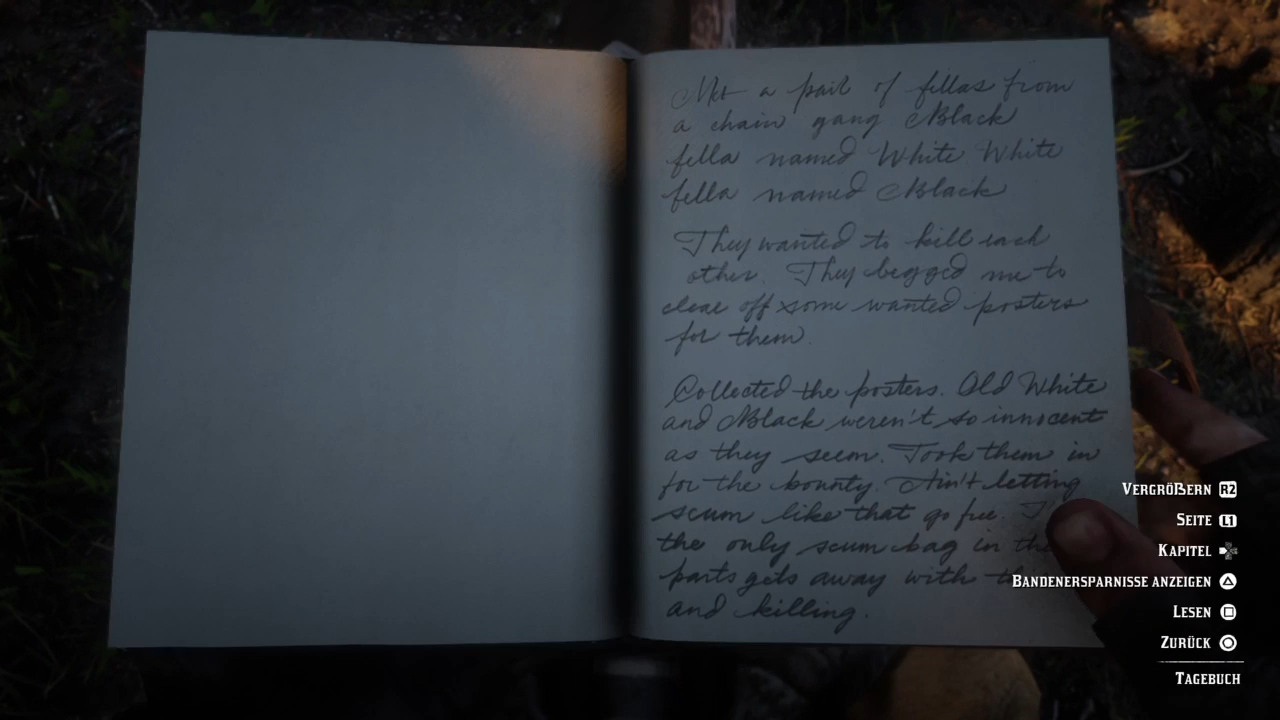 Met a pair of fellas from
a chain gang Black
fella named White White
fella named Black
They wanted to kill each
other. They begged me to
clear off some wanted posters
for them.
Collected the posters. Old White
and Black weren't so innocent
as they seem. Took them in
for the bounty. Ain't letting
scum like that go free.
the only scum bag in
parts gets away with
and killing.
VERGRÖßERN R2
SEITE L1
KAPITEL
BANDENERSPARNISSE ANZEIGEN
LESEN
ZURÜCK
TAGEBUCH